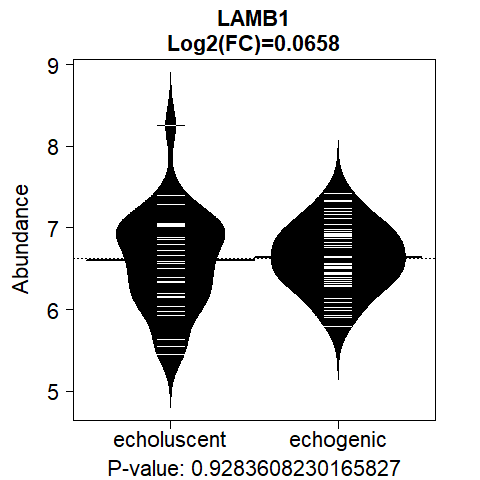 LAMB1
Log2(FC)=0.0658
Abundance
9
8
7
6
5
echoluscent
echogenic
P-value: 0.9283608230165827